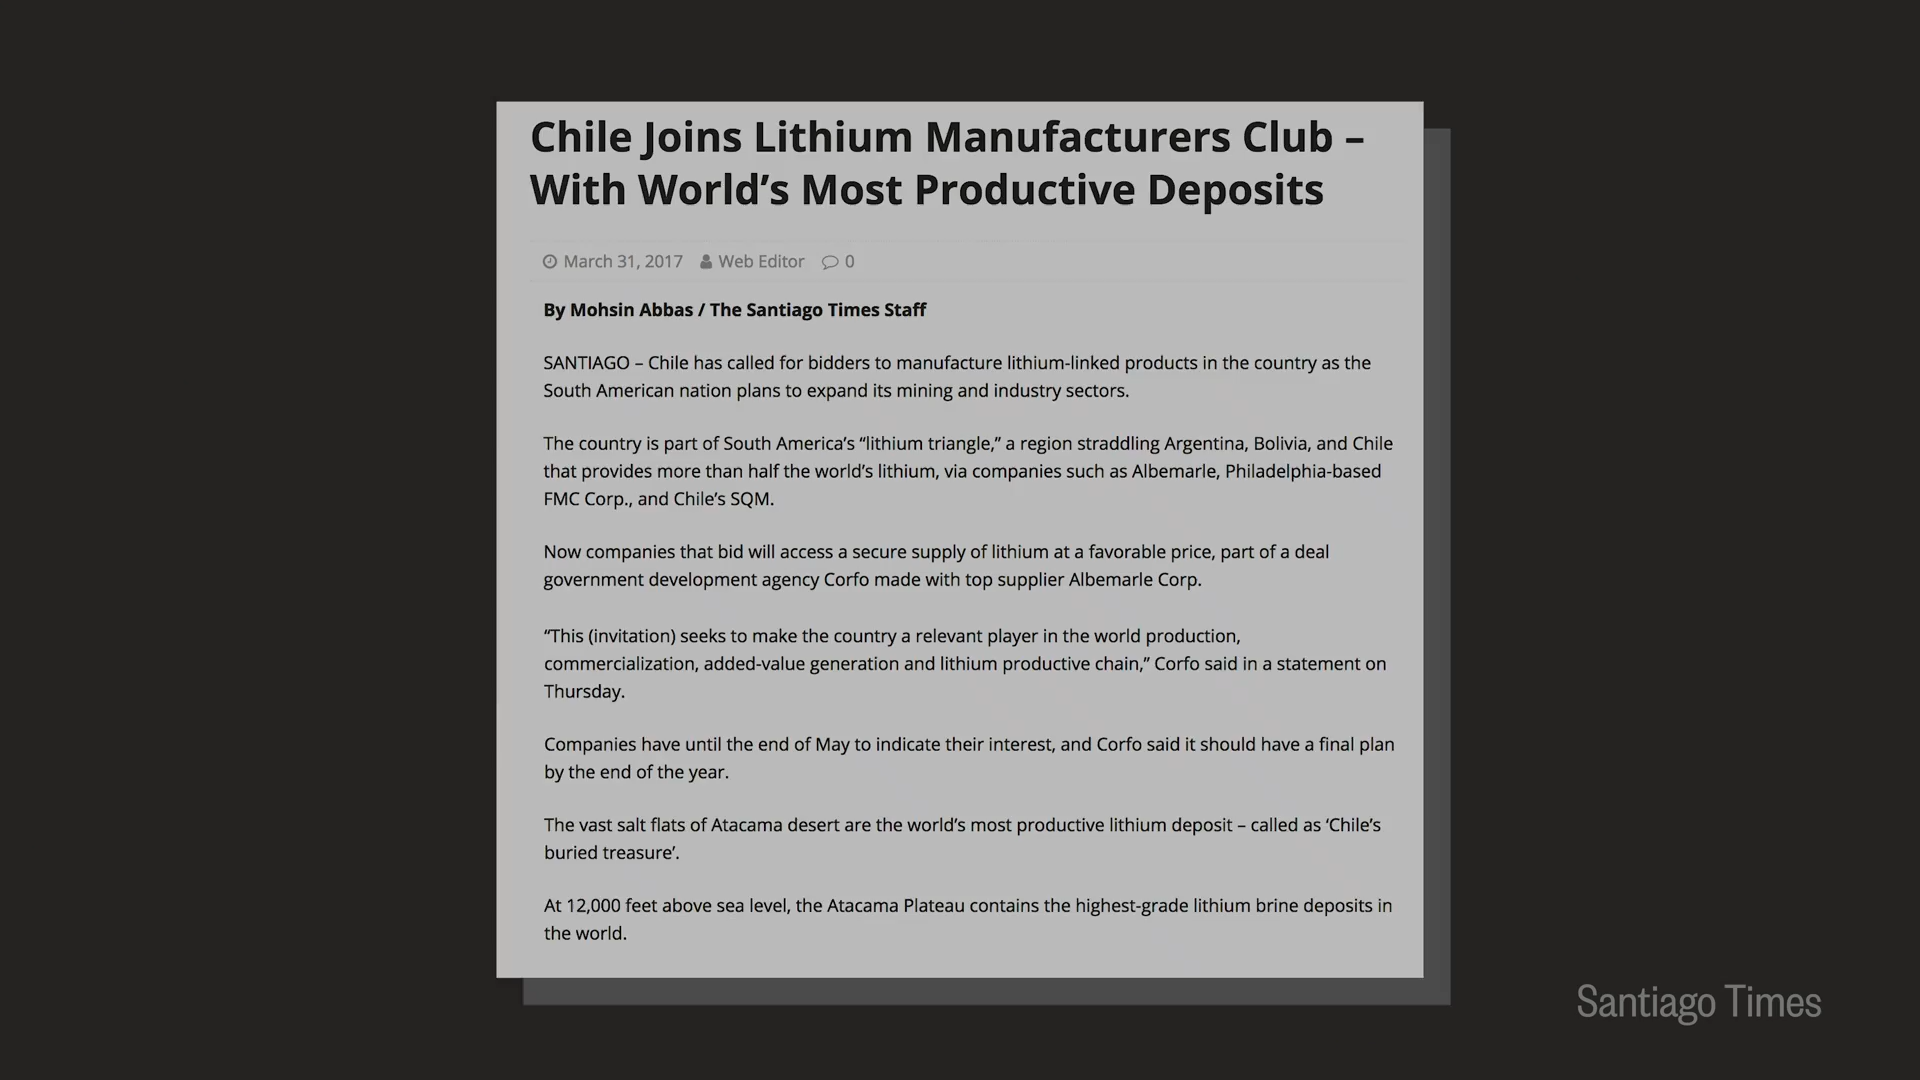 Chile Joins Lithium Manufacturers Club –
With World’s Most Productive Deposits
March 31, 2017 Web Editor 0
By Mohsin Abbas / The Santiago Times Staff
SANTIAGO – Chile has called for bidders to manufacture lithium-linked products in the country as the
South American nation plans to expand its mining and industry sectors.
The country is part of South America’s “lithium triangle,” a region straddling Argentina, Bolivia, and Chile
that provides more than half the world’s lithium, via companies such as Albemarle, Philadelphia-based
FMC Corp., and Chile’s SQM.
Now companies that bid will access a secure supply of lithium at a favorable price, part of a deal
government development agency Corfo made with top supplier Albemarle Corp.
“This (invitation) seeks to make the country a relevant player in the world production,
commercialization, added-value generation and lithium productive chain,” Corfo said in a statement on
Thursday.
Companies have until the end of May to indicate their interest, and Corfo said it should have a final plan
by the end of the year.
The vast salt flats of Atacama desert are the world’s most productive lithium deposit – called as ‘Chile’s
buried treasure’.
At 12,000 feet above sea level, the Atacama Plateau contains the highest-grade lithium brine deposits in
the world.
Santiago Times